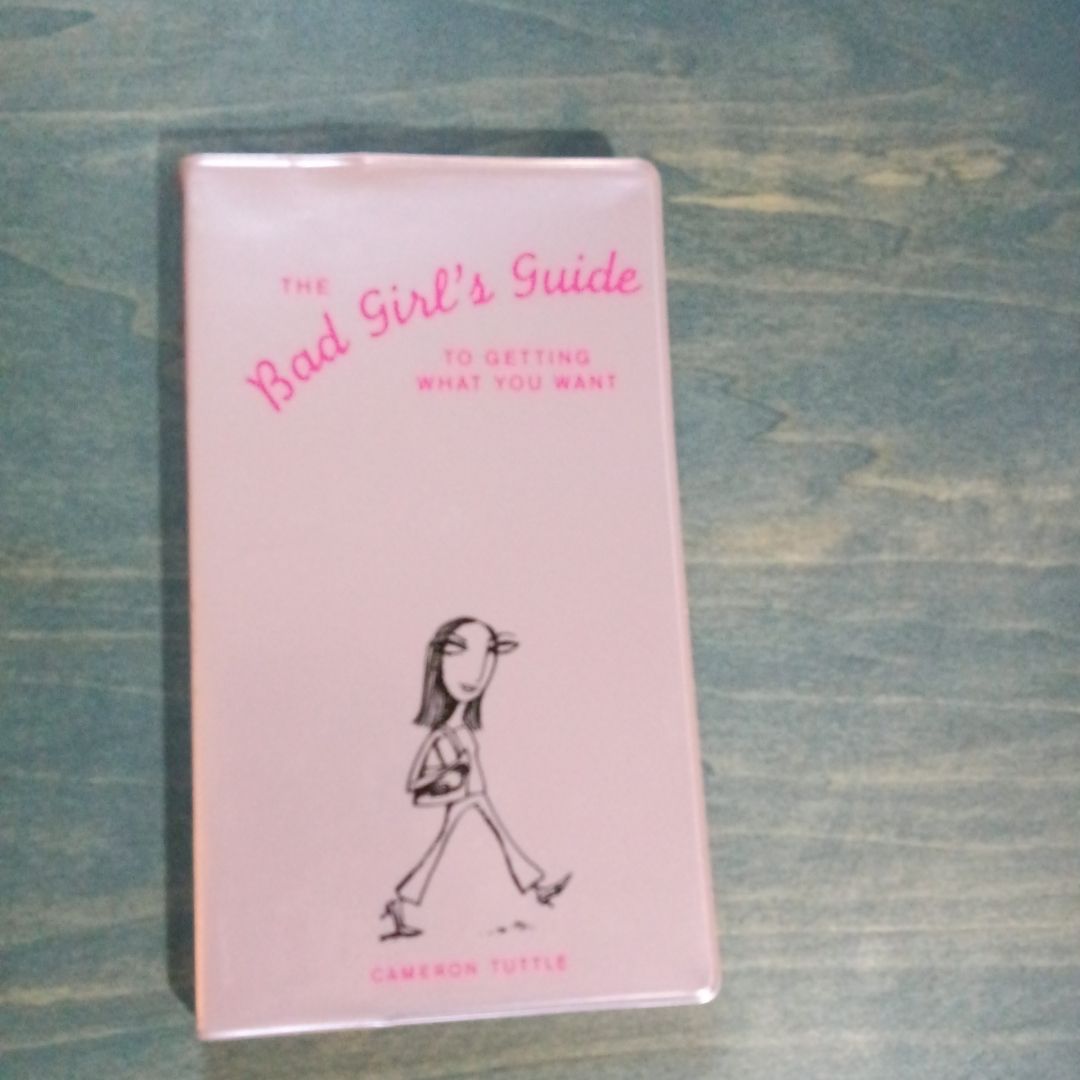 THE
Bad Girl's Guide
TO GETTING
WHAT YOU WANT
CAMERON TUTTLE